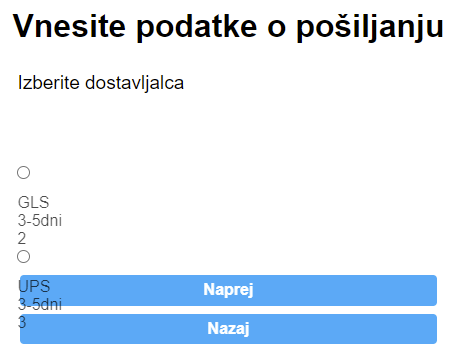 Vnesite podatke o pošiljanju
Izberite dostavljalca
GLS
3-5dni
2
UPS
3-5dni
3
Naprej
Nazaj